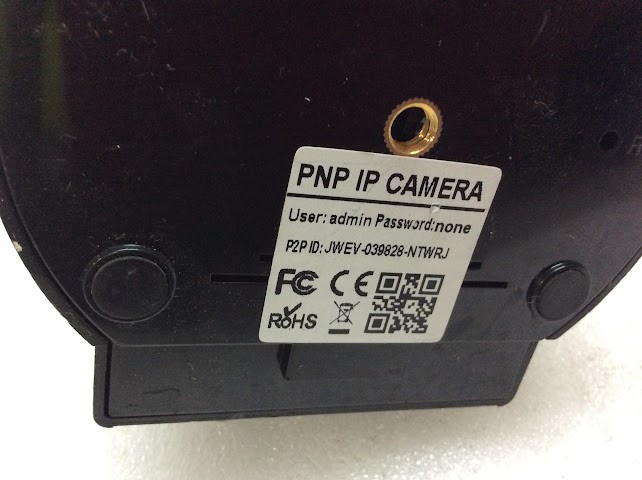 PNP IP CAMERA
User: admin Password:none
P2P ID: JWEV-039828-NTWRJ
FC CE
RoHS